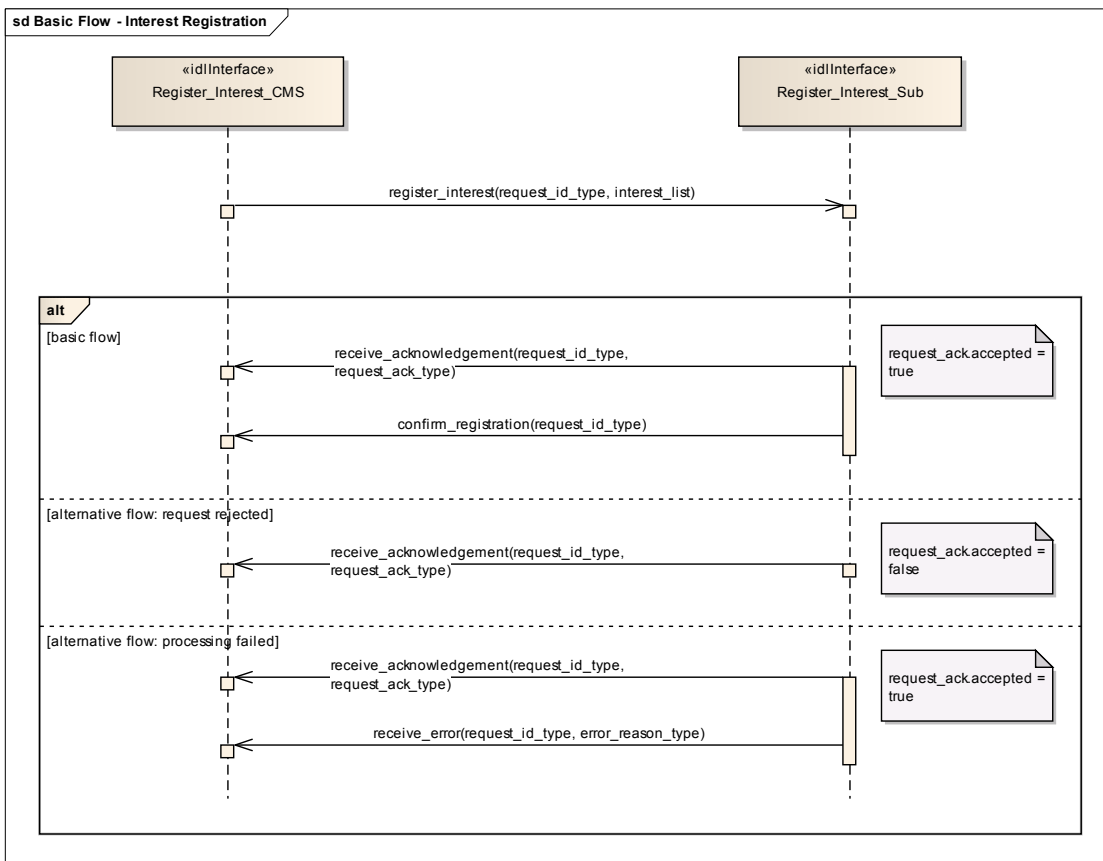 sd Basic Flow - Interest Registration
«idlInterface»
Register_Interest_CMS
«idlInterface»
Register_Interest_Sub
register_interest(request_id_type, interest_list)
alt
[basic flow]
receive_acknowledgement(request_id_type,
request_ack_type)
request_ack.accepted =
true
confirm_registration(request_id_type)
[alternative flow: request rejected]
receive_acknowledgement(request_id_type,
request_ack_type)
request_ack.accepted =
false
[alternative flow: processing failed]
receive_acknowledgement(request_id_type,
request_ack_type)
request_ack.accepted =
true
receive_error(request_id_type, error_reason_type)